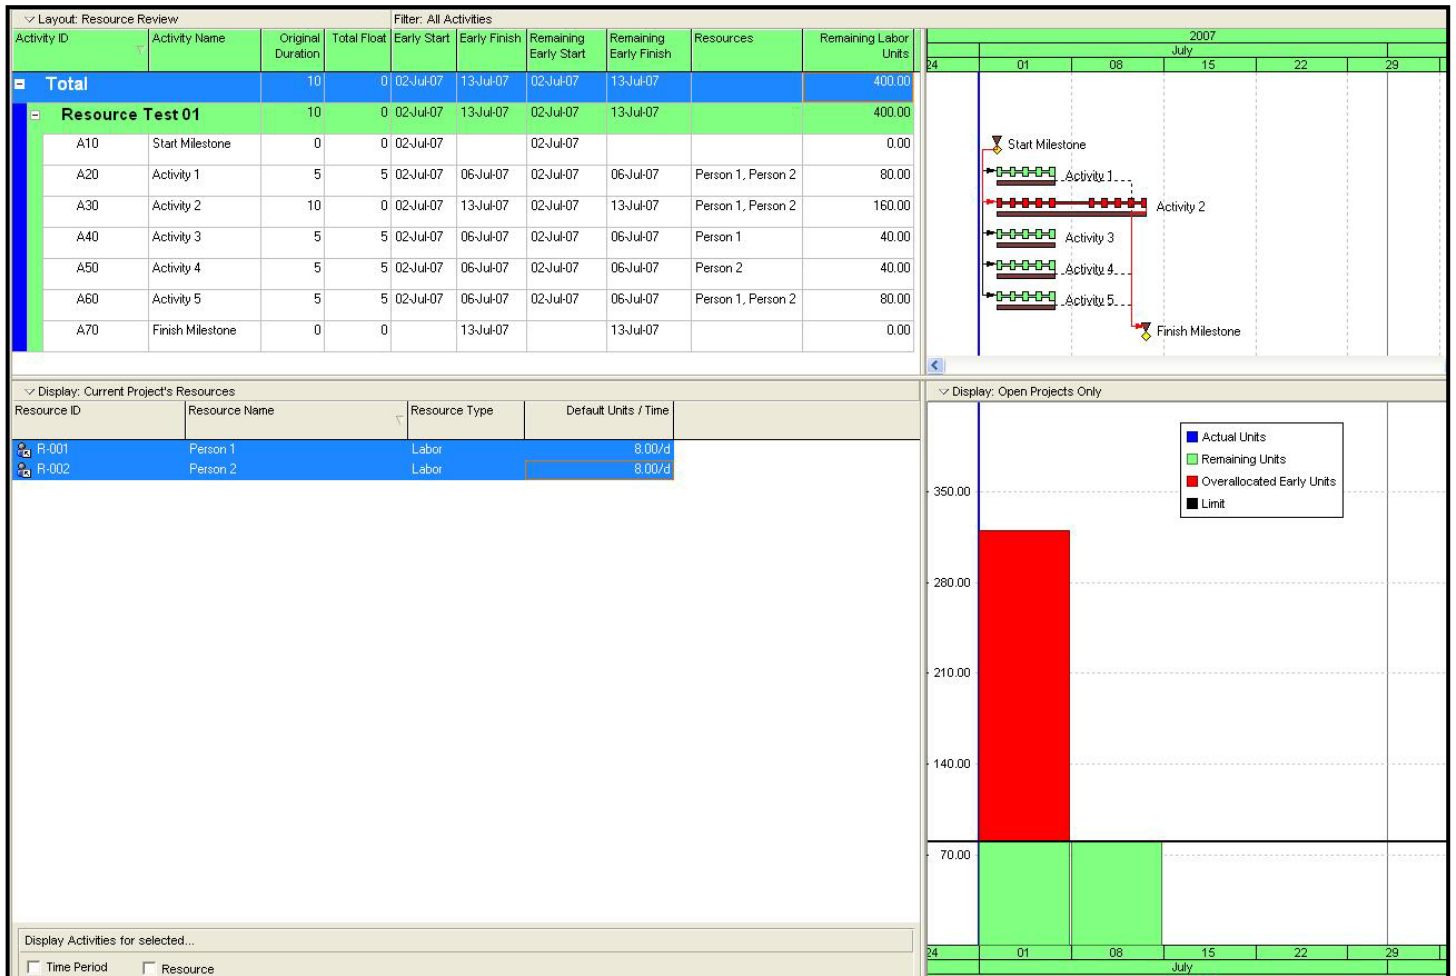 Layout: Resource Review Filter: All Activities
Activity ID Activity Name Original Duration Total Float Early Start Early Finish Remaining Early Start Remaining Early Finish Resources Remaining Labor Units
Total 10 0 02-Jul-07 13-Jul-07 02-Jul-07 13-Jul-07 400.00
Resource Test 01 10 0 02-Jul-07 13-Jul-07 02-Jul-07 13-Jul-07 400.00
A10 Start Milestone 0 0 02-Jul-07 02-Jul-07 0.00
A20 Activity 1 5 5 02-Jul-07 06-Jul-07 02-Jul-07 06-Jul-07 Person 1, Person 2 80.00
A30 Activity 2 10 0 02-Jul-07 13-Jul-07 02-Jul-07 13-Jul-07 Person 1, Person 2 160.00
A40 Activity 3 5 5 02-Jul-07 06-Jul-07 02-Jul-07 06-Jul-07 Person 1 40.00
A50 Activity 4 5 5 02-Jul-07 06-Jul-07 02-Jul-07 06-Jul-07 Person 2 40.00
A60 Activity 5 5 5 02-Jul-07 06-Jul-07 02-Jul-07 06-Jul-07 Person 1, Person 2 80.00
A70 Finish Milestone 0 0 13-Jul-07 13-Jul-07 0.00
2007
July
24 01 08 15 22 29
Start Milestone
Activity 1
Activity 2
Activity 3
Activity 4
Activity 5
Finish Milestone
Display: Current Project's Resources
Resource ID Resource Name Resource Type Default Units / Time
R-001 Person 1 Labor 8.00/d
R-002 Person 2 Labor 8.00/d
Display Activities for selected...
Time Period Resource
Display: Open Projects Only
Actual Units
Remaining Units
Overallocated Early Units
Limit
350.00
280.00
210.00
140.00
70.00
24 01 08 15 22 29
July